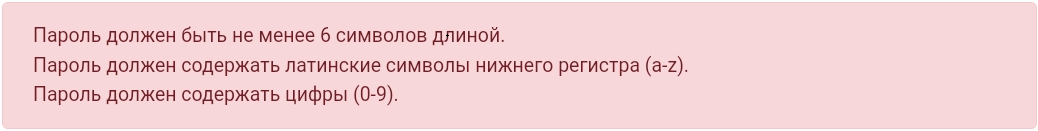 Пароль должен быть не менее 6 символов длиной.
Пароль должен содержать латинские символы нижнего регистра (a-z).
Пароль должен содержать цифры (0-9).